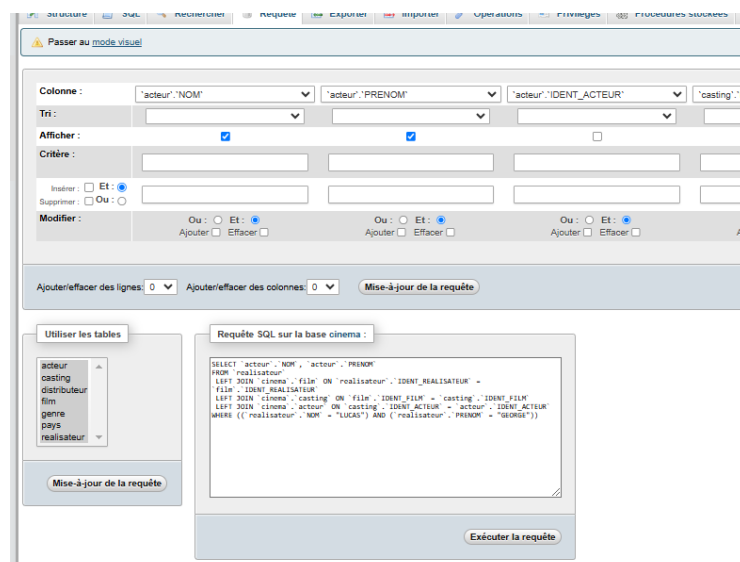 Structure SQL Rechercher Requête Exporter Importer Opérations Privilèges Procédures stockées
Passer au mode visuel
Colonne : `acteur`.`NOM` `acteur`.`PRENOM` `acteur`.`IDENT_ACTEUR` `casting`.`
Tri :
Afficher :
Critère :
Insérer : Et :
Supprimer : Ou :
Modifier : Ou : Et : Ou : Et : Ou : Et :
Ajouter Effacer Ajouter Effacer Ajouter Effacer A
Ajouter/effacer des lignes: 0 Ajouter/effacer des colonnes: 0 Mise-à-jour de la requête
Utiliser les tables
acteur
casting
distributeur
film
genre
pays
realisateur
Mise-à-jour de la requête
Requête SQL sur la base cinema :
SELECT `acteur`.`NOM`, `acteur`.`PRENOM`
FROM `realisateur`
LEFT JOIN `cinema`.`film` ON `realisateur`.`IDENT_REALISATEUR` =
`film`.`IDENT_REALISATEUR`
LEFT JOIN `cinema`.`casting` ON `film`.`IDENT_FILM` = `casting`.`IDENT_FILM`
LEFT JOIN `cinema`.`acteur` ON `casting`.`IDENT_ACTEUR` = `acteur`.`IDENT_ACTEUR`
WHERE ((`realisateur`.`NOM` = "LUCAS") AND (`realisateur`.`PRENOM` = "GEORGE"))
Exécuter la requête